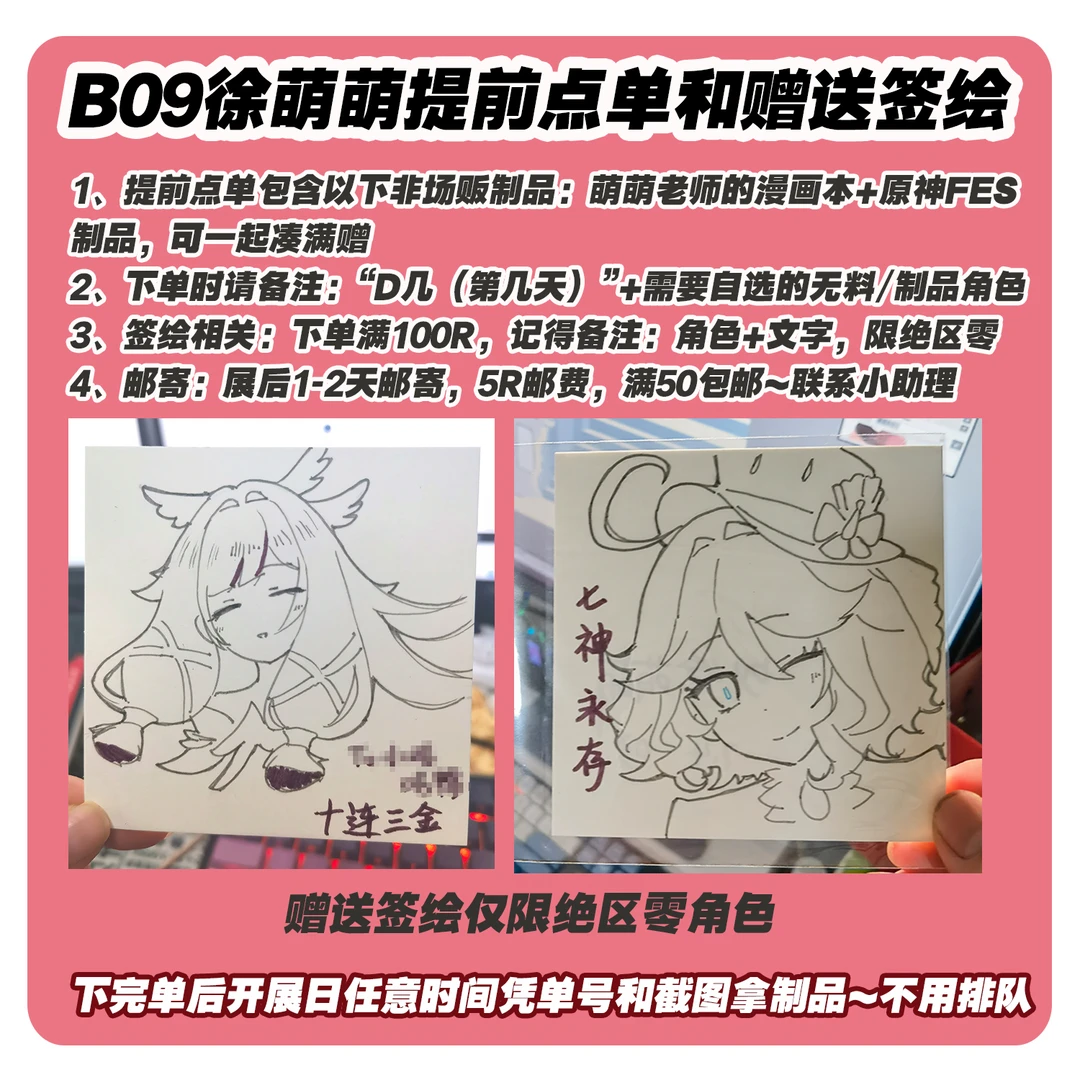 B09徐萌萌提前点单和赠送签绘
1、提前点单包含以下非场贩制品：萌萌老师的漫画本+原神FES
制品，可一起凑满赠
2、下单时请备注：“D几（第几天）”+需要自选的无料/制品角色
3、签绘相关：下单满100R，记得备注：角色+文字，限绝区零
4、邮寄：展后1-2天邮寄，5R邮费，满50包邮~联系小助理
十连三金
七神永存
赠送签绘仅限绝区零角色
下完单后开展日任意时间凭单号和截图拿制品~不用排队